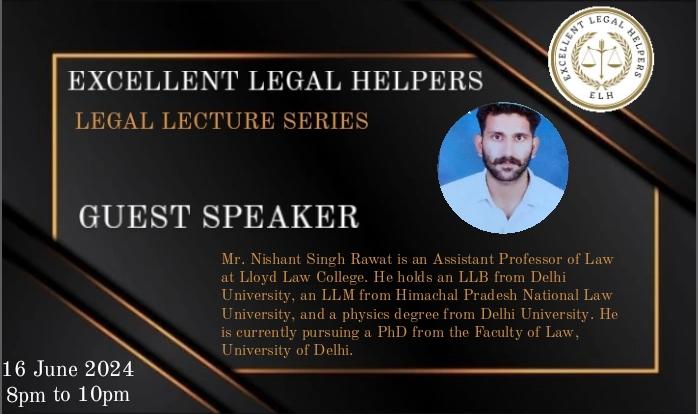 EXCELLENT LEGAL HELPERS
ELH
EXCELLENT LEGAL HELPERS
LEGAL LECTURE SERIES
GUEST SPEAKER
Mr. Nishant Singh Rawat is an Assistant Professor of Law
at Lloyd Law College. He holds an LLB from Delhi
University, an LLM from Himachal Pradesh National Law
University, and a physics degree from Delhi University. He
is currently pursuing a PhD from the Faculty of Law,
University of Delhi.
16 June 2024
8pm to 10pm